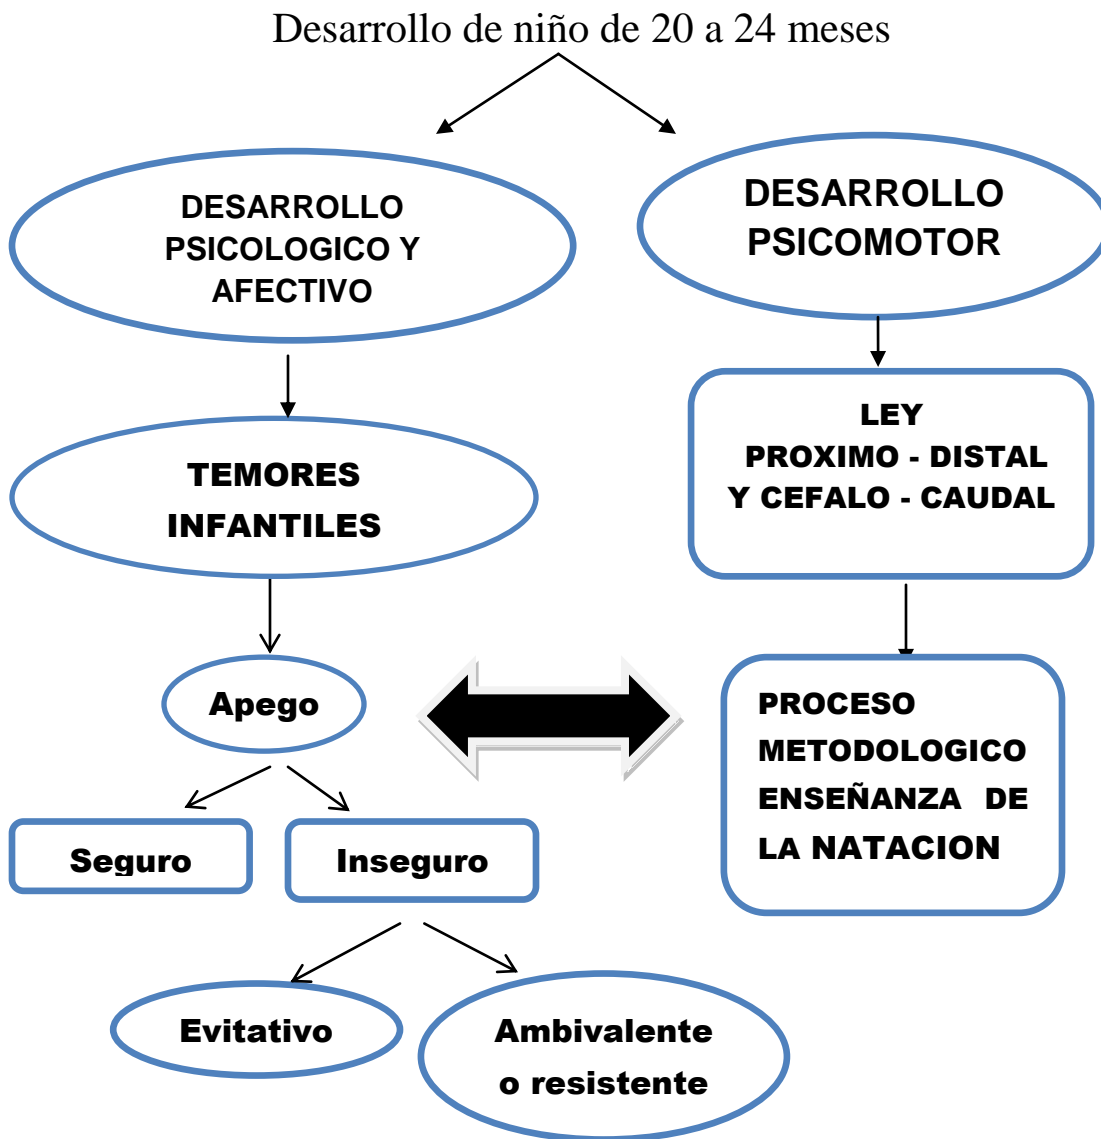 Desarrollo de niño de 20 a 24 meses
DESARROLLO
PSICOLOGICO Y
AFECTIVO
DESARROLLO
PSICOMOTOR
TEMORES
INFANTILES
LEY
PROXIMO - DISTAL
Y CEFALO - CAUDAL
Apego
PROCESO
METODOLOGICO
ENSEÑANZA DE
LA NATACION
Seguro
Inseguro
Evitativo
Ambivalente
o resistente